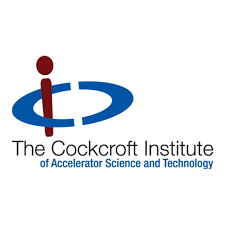 The Cockcroft Institute
of Accelerator Science and Technology